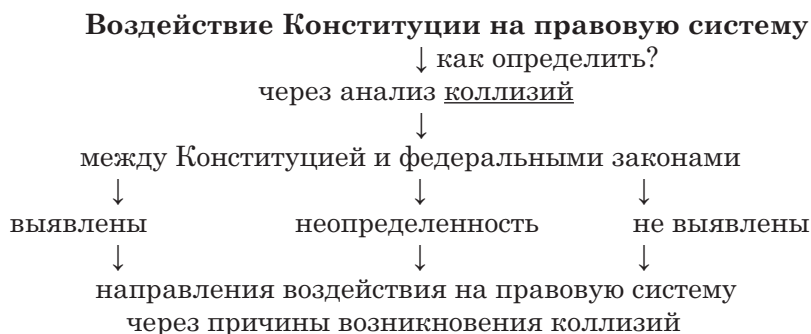 Воздействие Конституции на правовую систему
↓ как определить?
через анализ коллизий
↓
между Конституцией и федеральными законами
↓ ↓ ↓
выявлены неопределенность не выявлены
↓ ↓ ↓
направления воздействия на правовую систему
через причины возникновения коллизий